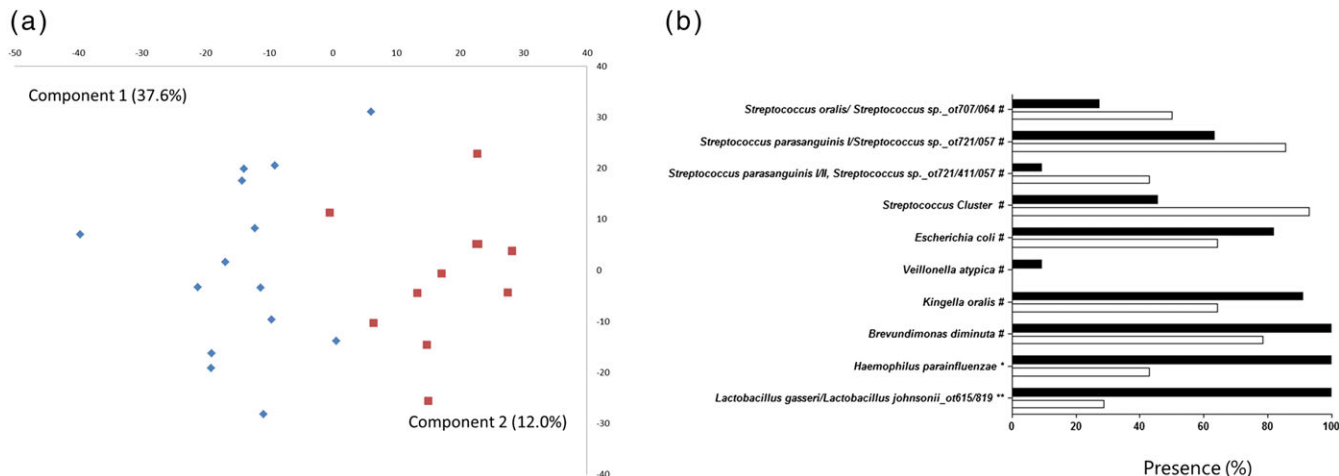 (a)
-50 -40 -30 -20 -10 0 10 20 30 40
40
Component 1 (37.6%)
30
20
10
0
-10
-20
Component 2 (12.0%)
-30
-40
(b)
Streptococcus oralis/ Streptococcus sp._ot707/064 #
Streptococcus parasanguinis I/Streptococcus sp._ot721/057 #
Streptococcus parasanguinis I/II, Streptococcus sp._ot721/411/057 #
Streptococcus Cluster #
Escherichia coli #
Veillonella atypica #
Kingella oralis #
Brevundimonas diminuta #
Haemophilus parainfluenzae *
Lactobacillus gasseri/Lactobacillus johnsonii_ot615/819 **
0 20 40 60 80 100
Presence (%)